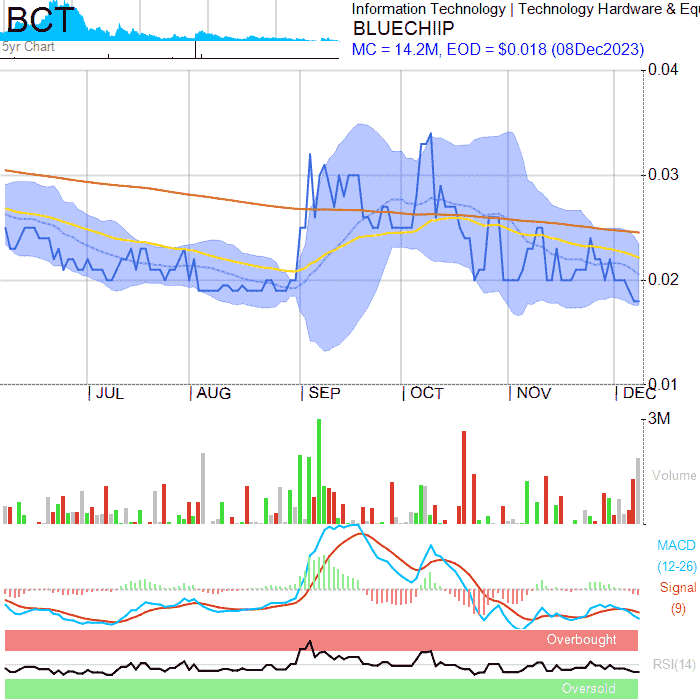 BCT
5yr Chart
Information Technology | Technology Hardware & Equ
BLUECHIIP
MC = 14.2M, EOD = $0.018 (08Dec2023)
0.04
0.03
0.02
0.01
JUL
AUG
SEP
OCT
NOV
DEC
3M
Volume
MACD
(12-26)
Signal
(9)
Overbought
RSI(14)
Oversold